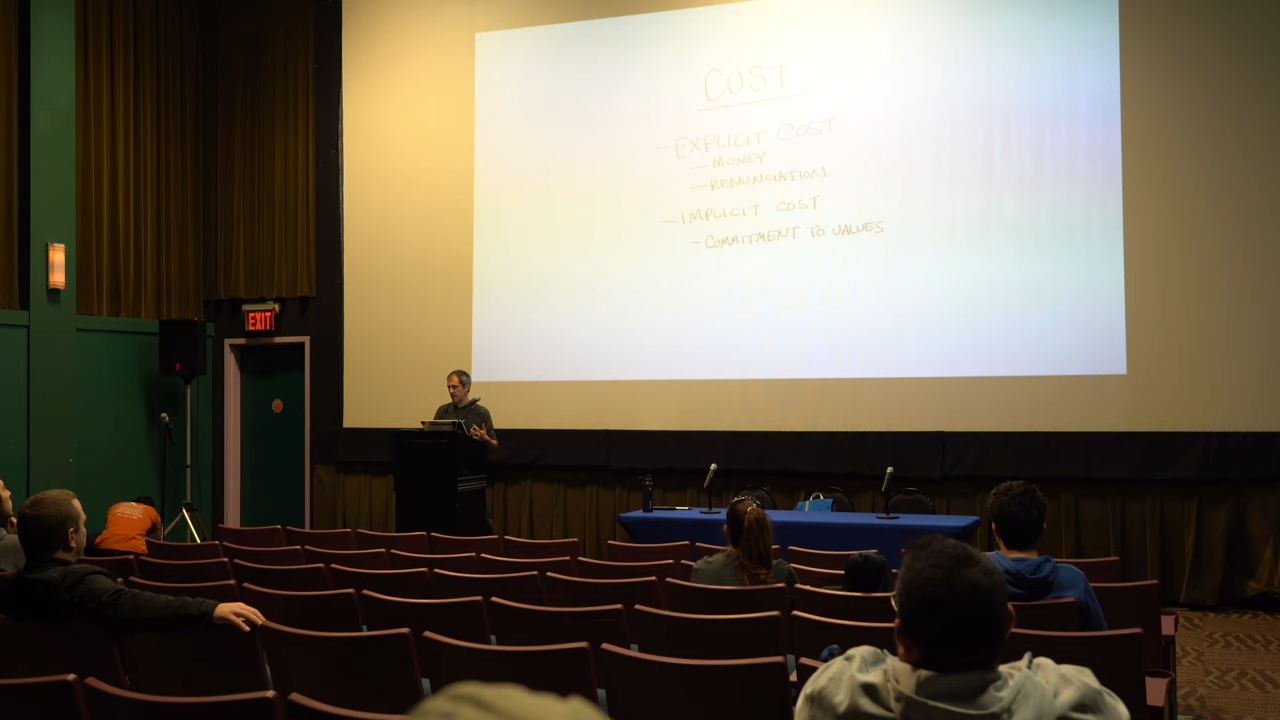 COST
- EXPLICIT COST
- MONEY
- RENUNCIATION
- IMPLICIT COST
- COMMITMENT TO VALUES
EXIT